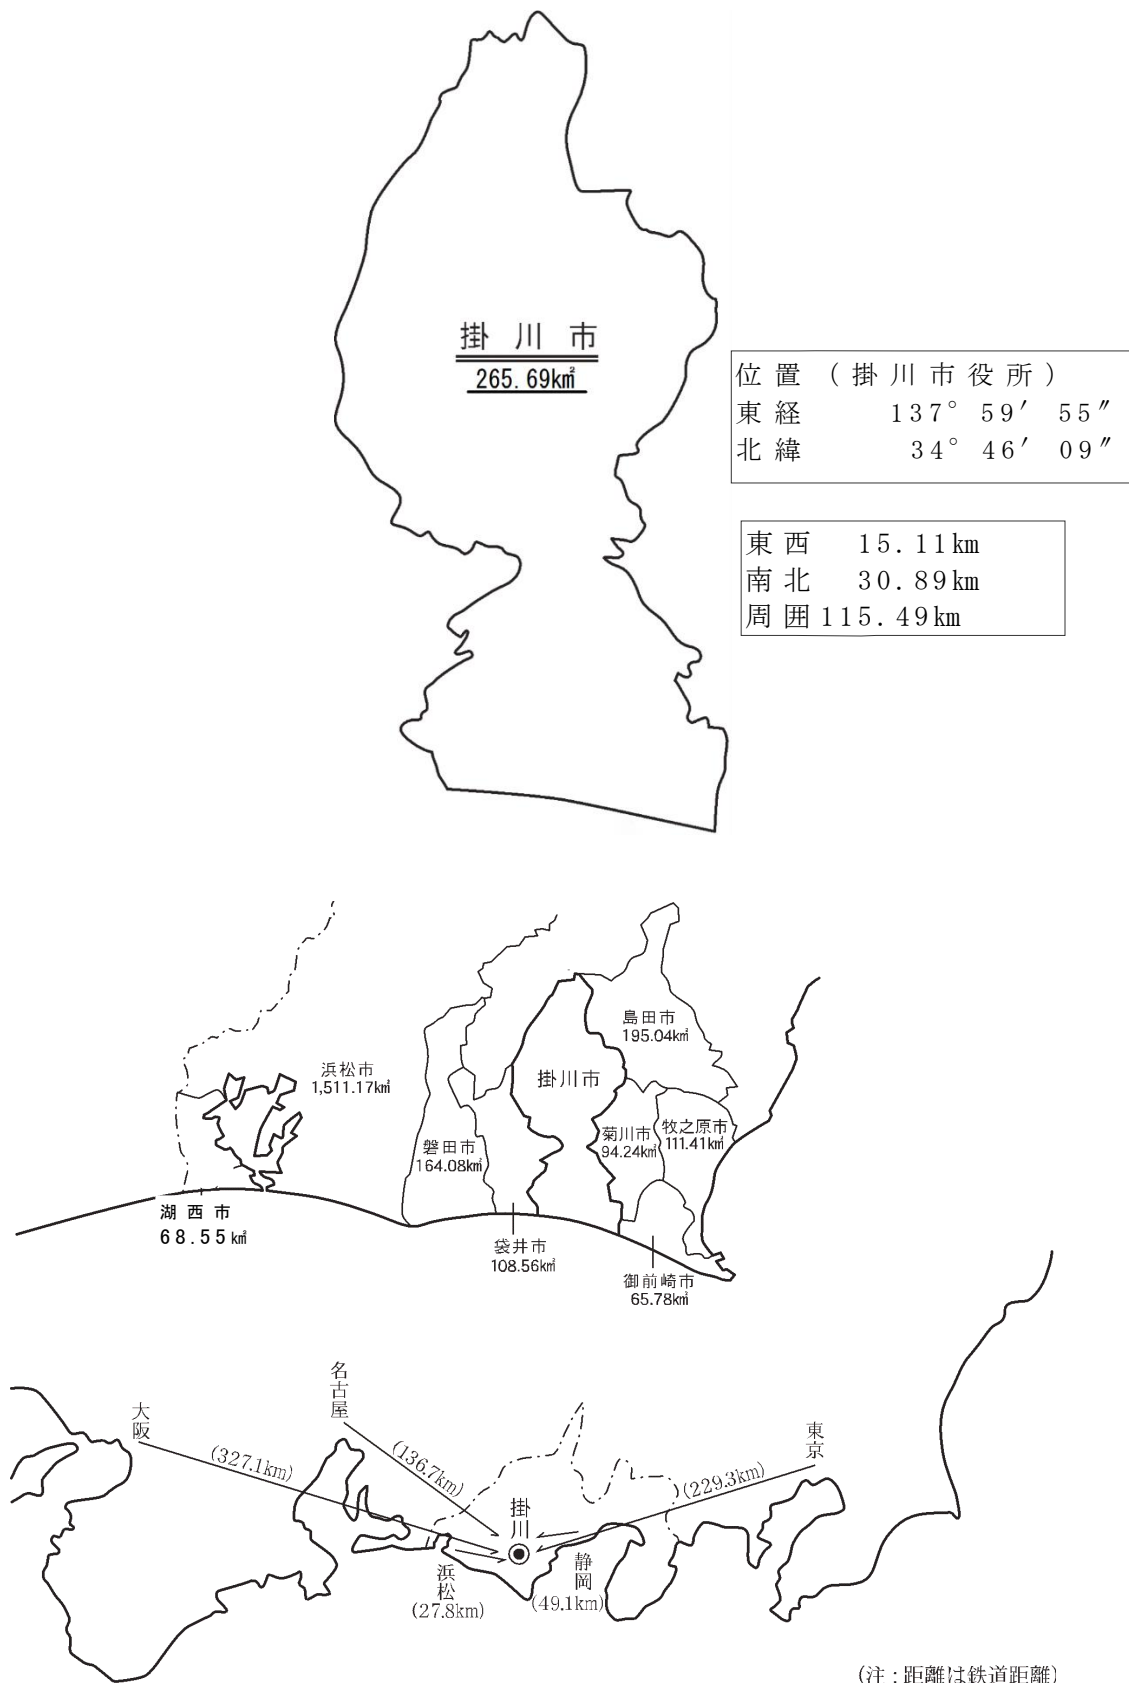 掛川市
265.69k㎡
位置（掛川市役所）
東経 137°59′55″
北緯 34°46′09″
東西 15.11km
南北 30.89km
周囲115.49km
島田市
195.04k㎡
浜松市
1,511.17k㎡
掛川市
磐田市
164.08k㎡
菊川市
94.24k㎡
牧之原市
111.41k㎡
湖西市
68.55k㎡
袋井市
108.56k㎡
御前崎市
65.78k㎡
大阪
(327.1km)
名古屋
(136.7km)
東京
(229.3km)
掛川
浜松
(27.8km)
静岡
(49.1km)
(注：距離は鉄道距離)